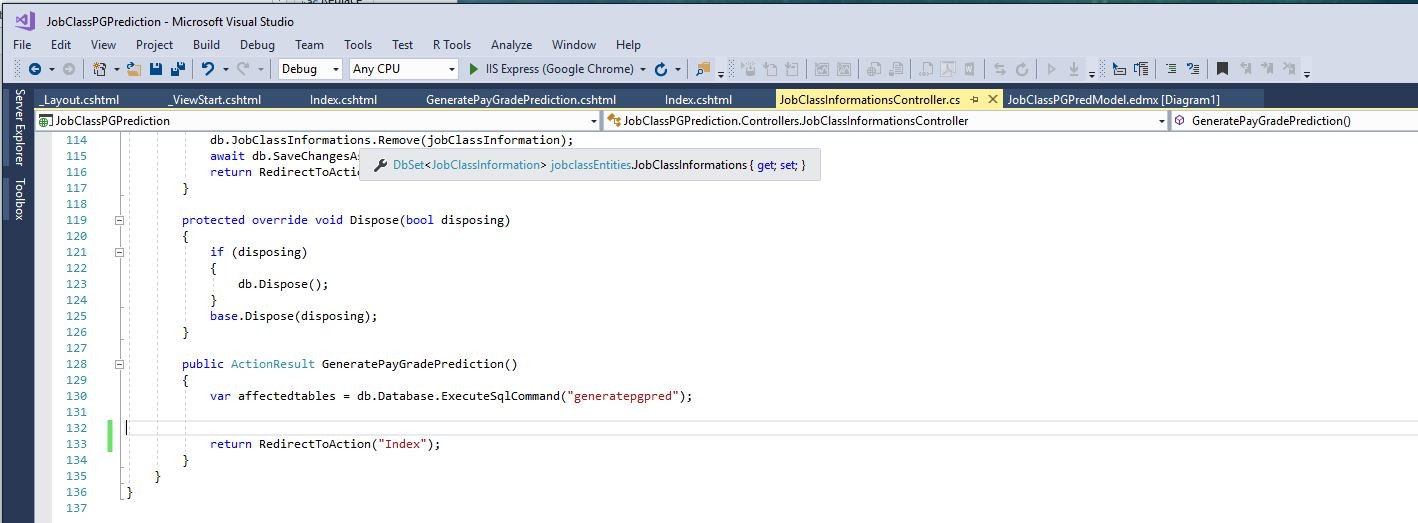 JobClassPGPrediction - Microsoft Visual Studio
File Edit View Project Build Debug Team Tools Test R Tools Analyze Window Help
Debug Any CPU IIS Express (Google Chrome)
_Layout.cshtml _ViewStart.cshtml Index.cshtml GeneratePayGradePrediction.cshtml Index.cshtml JobClassInformationsController.cs JobClassPGPredModel.edmx [Diagram1]
Server Explorer
Toolbox
JobClassPGPrediction JobClassPGPrediction.Controllers.JobClassInformationsController GeneratePayGradePrediction()
114 db.JobClassInformations.Remove(jobClassInformation);
115 await db.SaveChangesAs
DbSet<JobClassInformation> jobclassEntities.JobClassInformations { get; set; }
116 return RedirectToActio
117 }
118
119 protected override void Dispose(bool disposing)
120 {
121 if (disposing)
122 {
123 db.Dispose();
124 }
125 base.Dispose(disposing);
126 }
127
128 public ActionResult GeneratePayGradePrediction()
129 {
130 var affectedtables = db.Database.ExecuteSqlCommand("generatepgpred");
131
132
133 return RedirectToAction("Index");
134 }
135 }
136 }
137